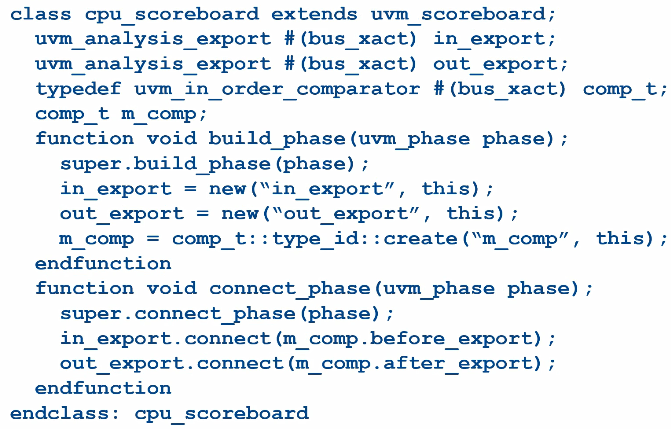 class cpu_scoreboard extends uvm_scoreboard;
  uvm_analysis_export #(bus_xact) in_export;
  uvm_analysis_export #(bus_xact) out_export;
  typedef uvm_in_order_comparator #(bus_xact) comp_t;
  comp_t m_comp;
  function void build_phase(uvm_phase phase);
    super.build_phase(phase);
    in_export = new(“in_export”, this);
    out_export = new(“out_export”, this);
    m_comp = comp_t::type_id::create(“m_comp”, this);
  endfunction
  function void connect_phase(uvm_phase phase);
    super.connect_phase(phase);
    in_export.connect(m_comp.before_export);
    out_export.connect(m_comp.after_export);
  endfunction
endclass: cpu_scoreboard